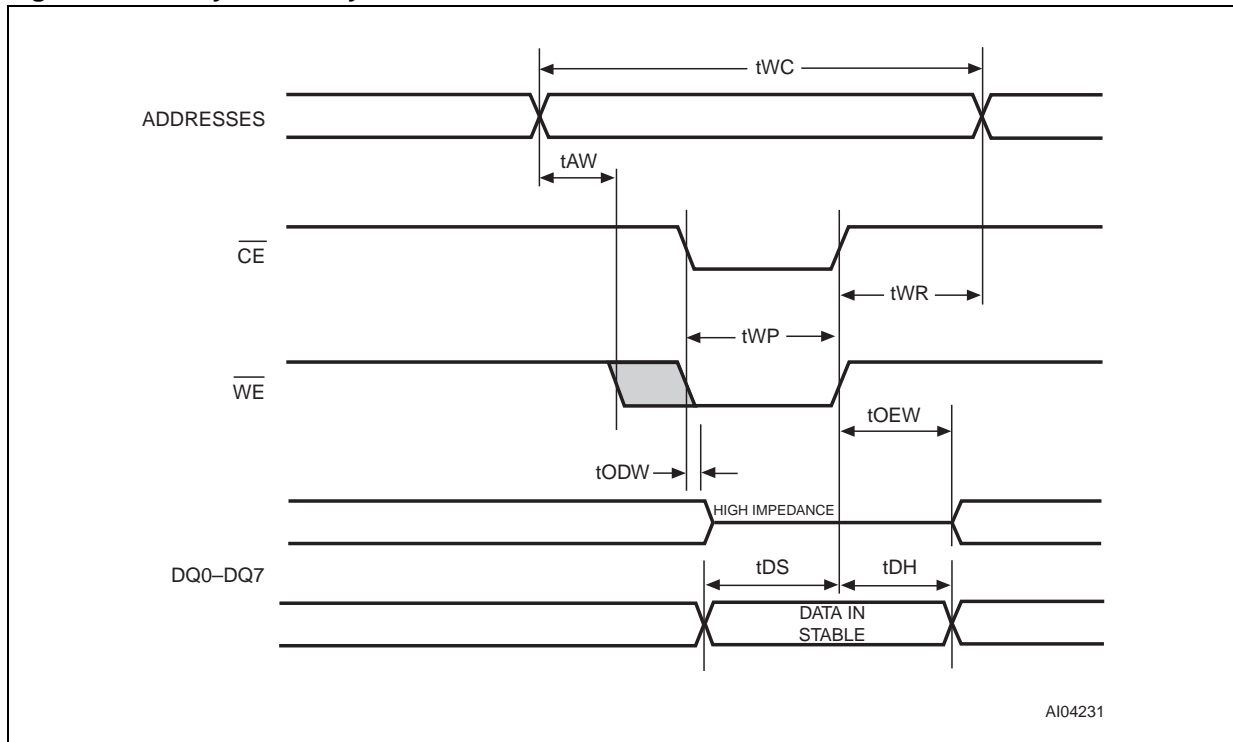 tWC
ADDRESSES
tAW
CE
tWR
tWP
WE
tOEW
tODW
HIGH IMPEDANCE
DQ0–DQ7
tDS
tDH
DATA IN
STABLE
AI04231